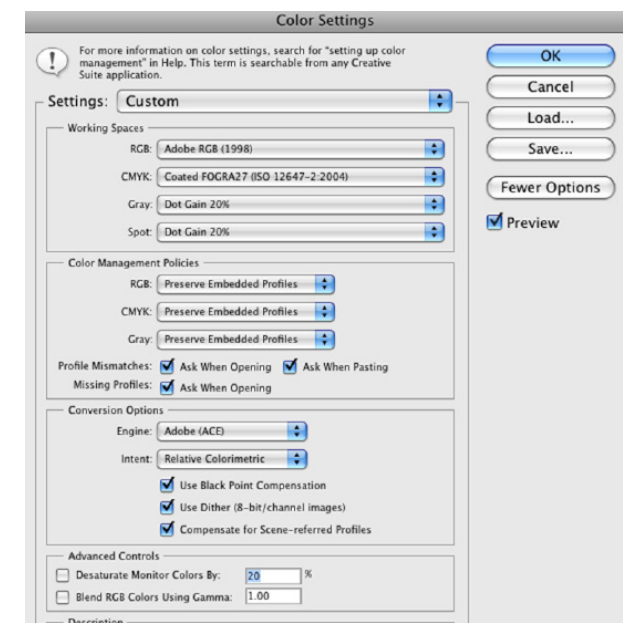 Color Settings
For more information on color settings, search for "setting up color
management" in Help. This term is searchable from any Creative
Suite application.
OK
Cancel
Load...
Save...
Fewer Options
Preview
Settings: Custom
Working Spaces
RGB: Adobe RGB (1998)
CMYK: Coated FOGRA27 (ISO 12647-2:2004)
Gray: Dot Gain 20%
Spot: Dot Gain 20%
Color Management Policies
RGB: Preserve Embedded Profiles
CMYK: Preserve Embedded Profiles
Gray: Preserve Embedded Profiles
Profile Mismatches: Ask When Opening Ask When Pasting
Missing Profiles: Ask When Opening
Conversion Options
Engine: Adobe (ACE)
Intent: Relative Colorimetric
Use Black Point Compensation
Use Dither (8-bit/channel images)
Compensate for Scene-referred Profiles
Advanced Controls
Desaturate Monitor Colors By: 20 %
Blend RGB Colors Using Gamma: 1.00
Description